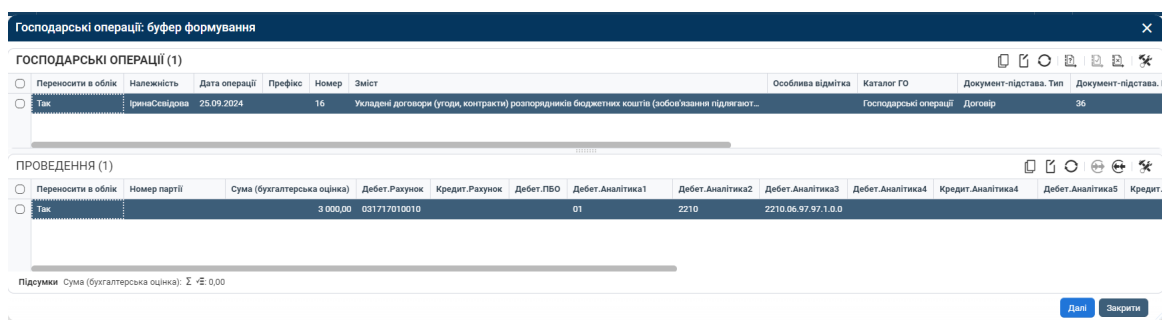 Господарські операції: буфер формування
ГОСПОДАРСЬКІ ОПЕРАЦІЇ (1)
Переносити в облік Належність Дата операції Префікс Номер Зміст Особлива відмітка Каталог ГО Документ-підстава. Тип Документ-підстава.
Так ІринаСевідова 25.09.2024 16 Укладені договори (угоди, контракти) розпорядників бюджетних коштів (зобов'язання підлягают... Господарські операції Договір 36
ПРОВЕДЕННЯ (1)
Переносити в облік Номер партії Сума (бухгалтерська оцінка) Дебет.Рахунок Кредит.Рахунок Дебет.ПБО Дебет.Аналітика1 Дебет.Аналітика2 Дебет.Аналітика3 Дебет.Аналітика4 Кредит.Аналітика4 Дебет.Аналітика5 Кредит.
Так 3 000,00 031717010010 01 2210 2210.06.97.97.1.0.0
Підсумки Сума (бухгалтерська оцінка): Σ √Ξ: 0,00
Далі Закрити